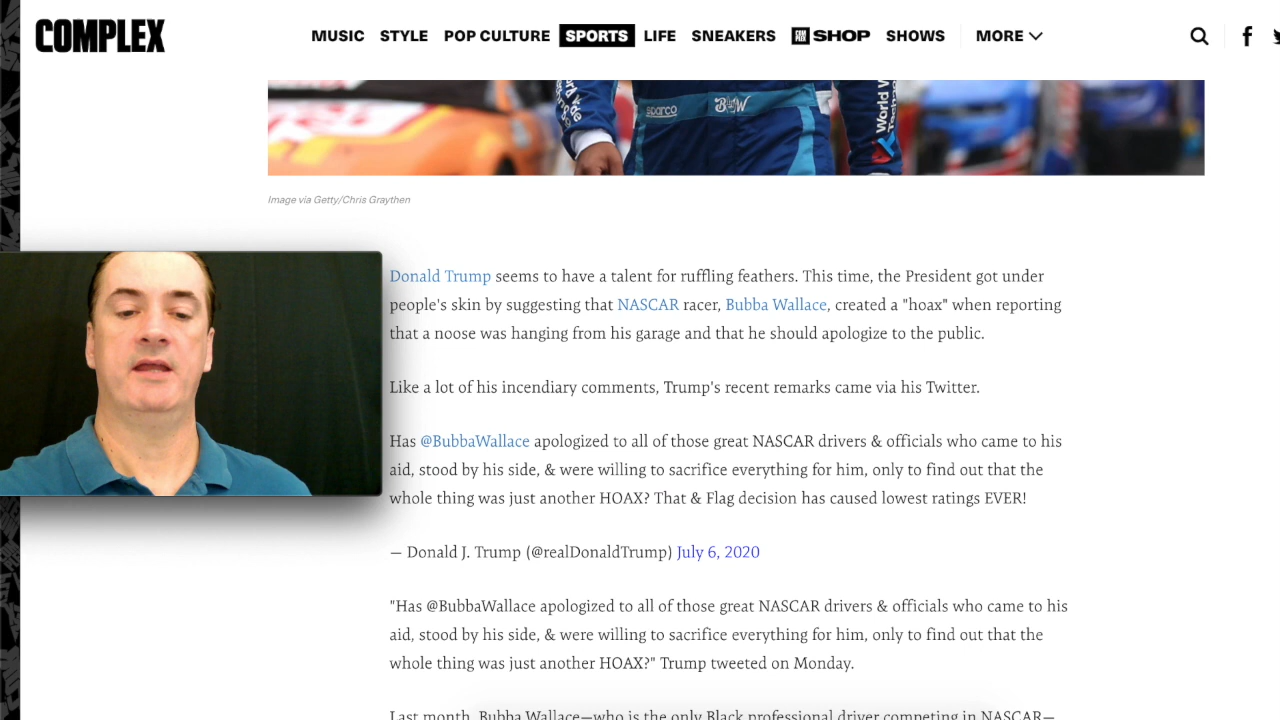 COMPLEX
MUSIC STYLE POP CULTURE SPORTS LIFE SNEAKERS COMPLEX SHOP SHOWS MORE
sparco
World W
Techno
Image via Getty/Chris Graythen
Donald Trump seems to have a talent for ruffling feathers. This time, the President got under
people's skin by suggesting that NASCAR racer, Bubba Wallace, created a "hoax" when reporting
that a noose was hanging from his garage and that he should apologize to the public.
Like a lot of his incendiary comments, Trump's recent remarks came via his Twitter.
Has @BubbaWallace apologized to all of those great NASCAR drivers & officials who came to his
aid, stood by his side, & were willing to sacrifice everything for him, only to find out that the
whole thing was just another HOAX? That & Flag decision has caused lowest ratings EVER!
— Donald J. Trump (@realDonaldTrump) July 6, 2020
"Has @BubbaWallace apologized to all of those great NASCAR drivers & officials who came to his
aid, stood by his side, & were willing to sacrifice everything for him, only to find out that the
whole thing was just another HOAX?" Trump tweeted on Monday.
Last month, Bubba Wallace—who is the only Black professional driver competing in NASCAR—